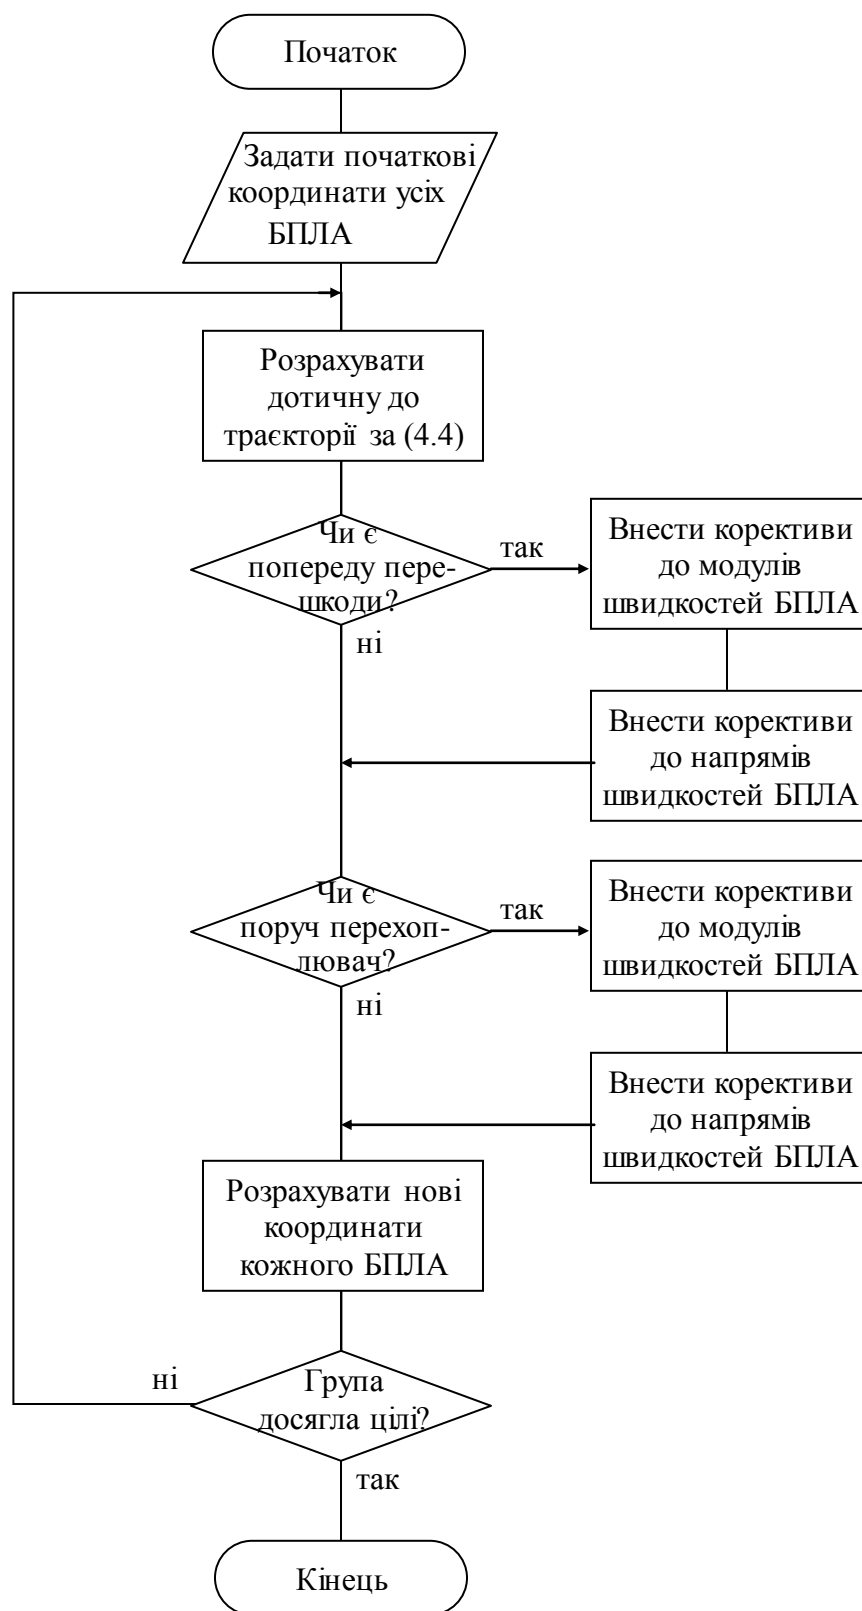 Початок
Задати початкові
координати усіх
БПЛА
Розрахувати
дотичну до
траєкторії за (4.4)
Чи є
попереду пере-
шкоди?
так
ні
Внести корективи
до модулів
швидкостей БПЛА
Внести корективи
до напрямів
швидкостей БПЛА
Чи є
поруч перехоп-
лювач?
так
ні
Внести корективи
до модулів
швидкостей БПЛА
Внести корективи
до напрямів
швидкостей БПЛА
Розрахувати нові
координати
кожного БПЛА
ні
Група
досягла цілі?
так
Кінець